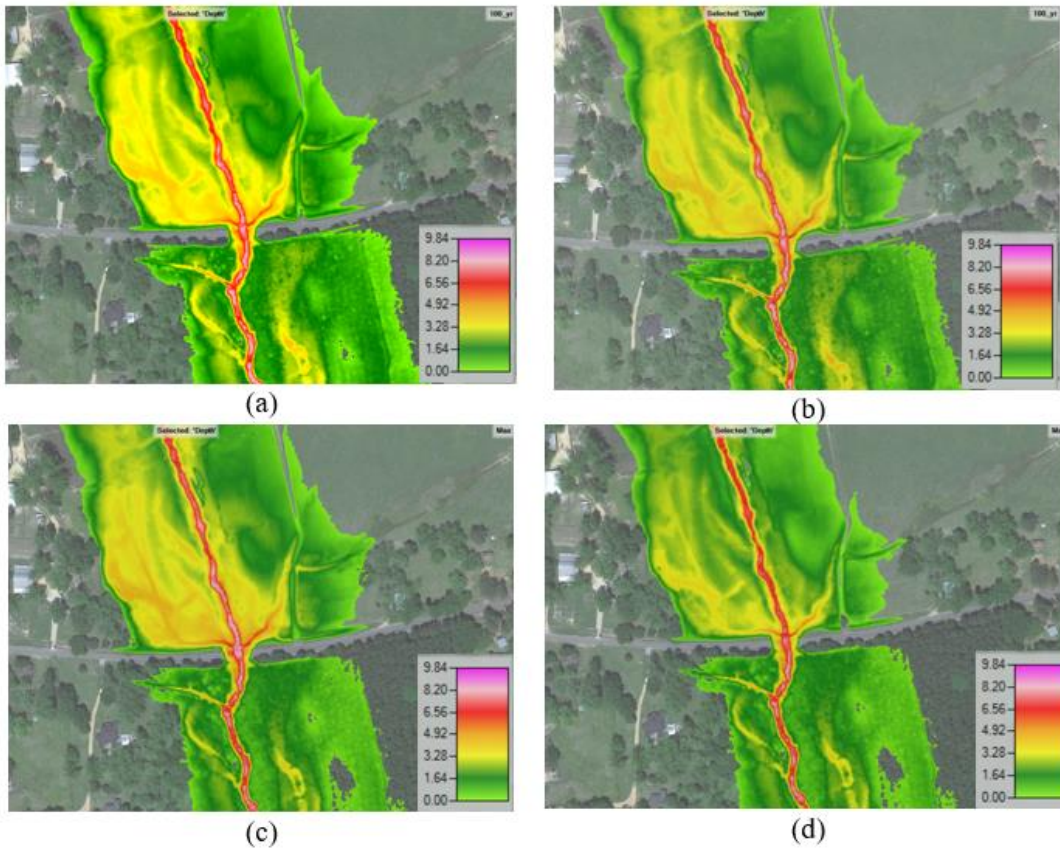 Selected: 'Depth'
100_yr
9.84
8.20
6.56
4.92
3.28
1.64
0.00
(a)
Selected: 'Depth'
100_yr
9.84
8.20
6.56
4.92
3.28
1.64
0.00
(b)
Selected: 'Depth'
Max
9.84
8.20
6.56
4.92
3.28
1.64
0.00
(c)
Selected: 'Depth'
9.84
8.20
6.56
4.92
3.28
1.64
0.00
(d)